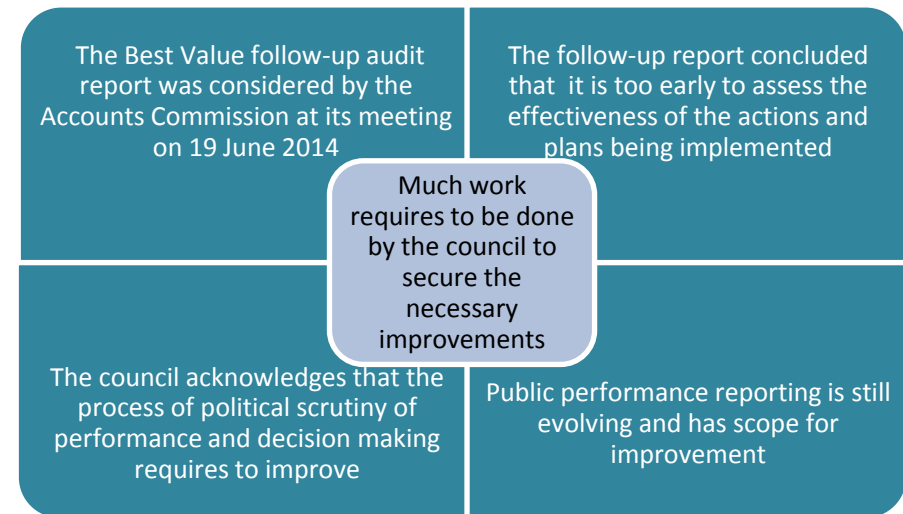 The Best Value follow-up audit
report was considered by the
Accounts Commission at its meeting
on 19 June 2014
The follow-up report concluded
that it is too early to assess the
effectiveness of the actions and
plans being implemented
Much work
requires to be done
by the council to
secure the
necessary
improvements
The council acknowledges that the
process of political scrutiny of
performance and decision making
requires to improve
Public performance reporting is still
evolving and has scope for
improvement